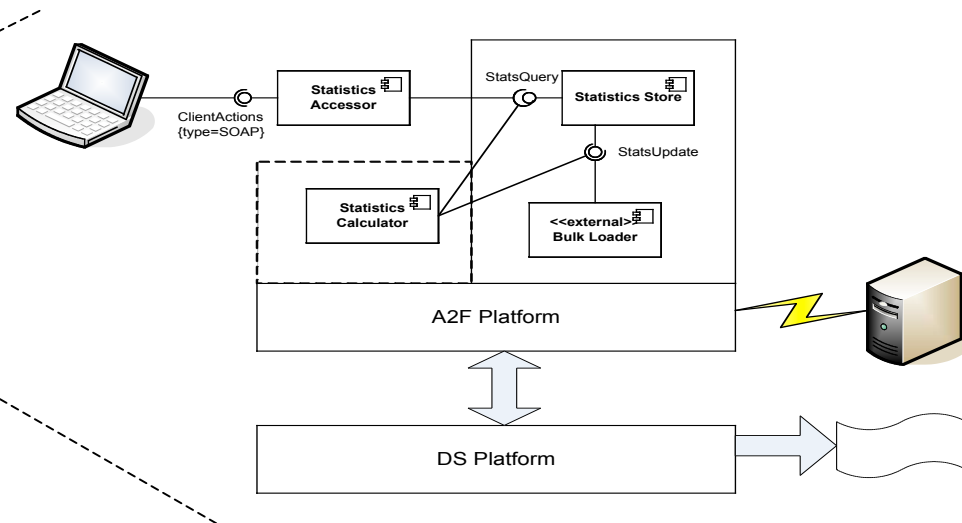 StatsQuery
Statistics
Accessor
Statistics Store
ClientActions
{type=SOAP}
StatsUpdate
Statistics
Calculator
<<external>>
Bulk Loader
A2F Platform
DS Platform